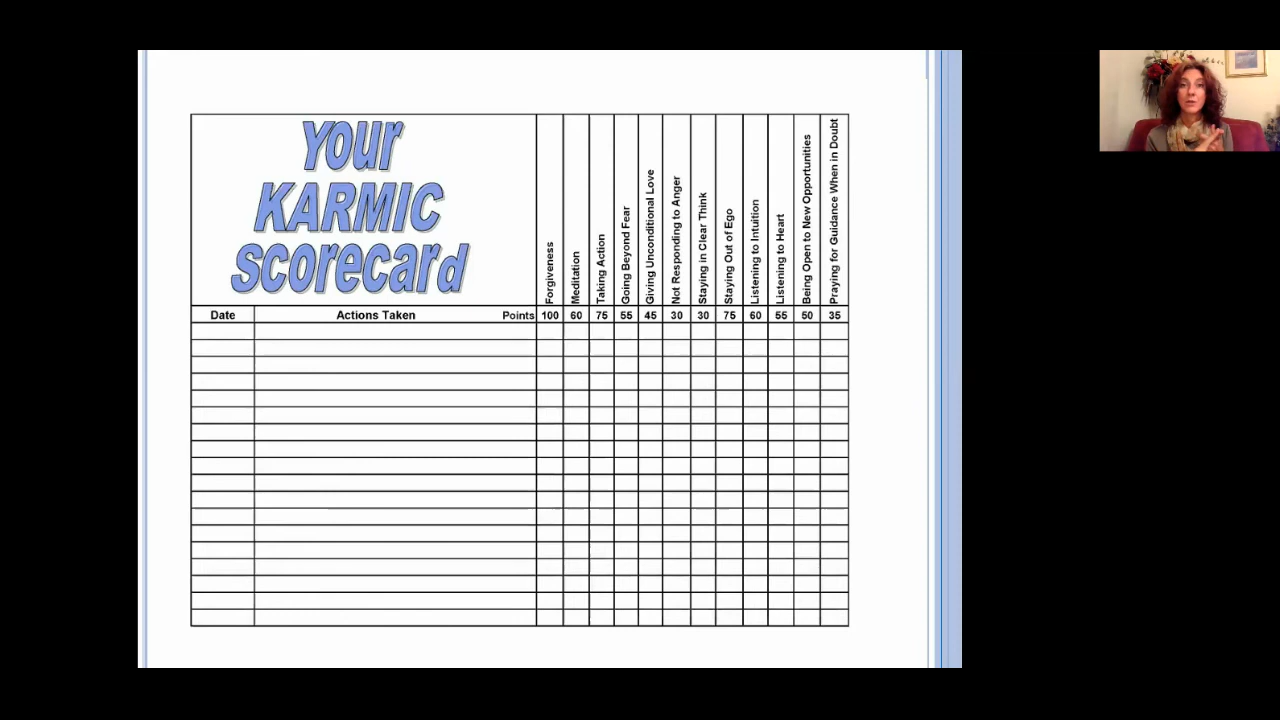 Your
KARMIC
scorecard
Forgiveness
Meditation
Taking Action
Going Beyond Fear
Giving Unconditional Love
Not Responding to Anger
Staying in Clear Think
Staying Out of Ego
Listening to Intuition
Listening to Heart
Being Open to New Opportunities
Praying for Guidance When in Doubt
Date Actions Taken Points 100 60 75 55 45 30 30 75 60 55 50 35